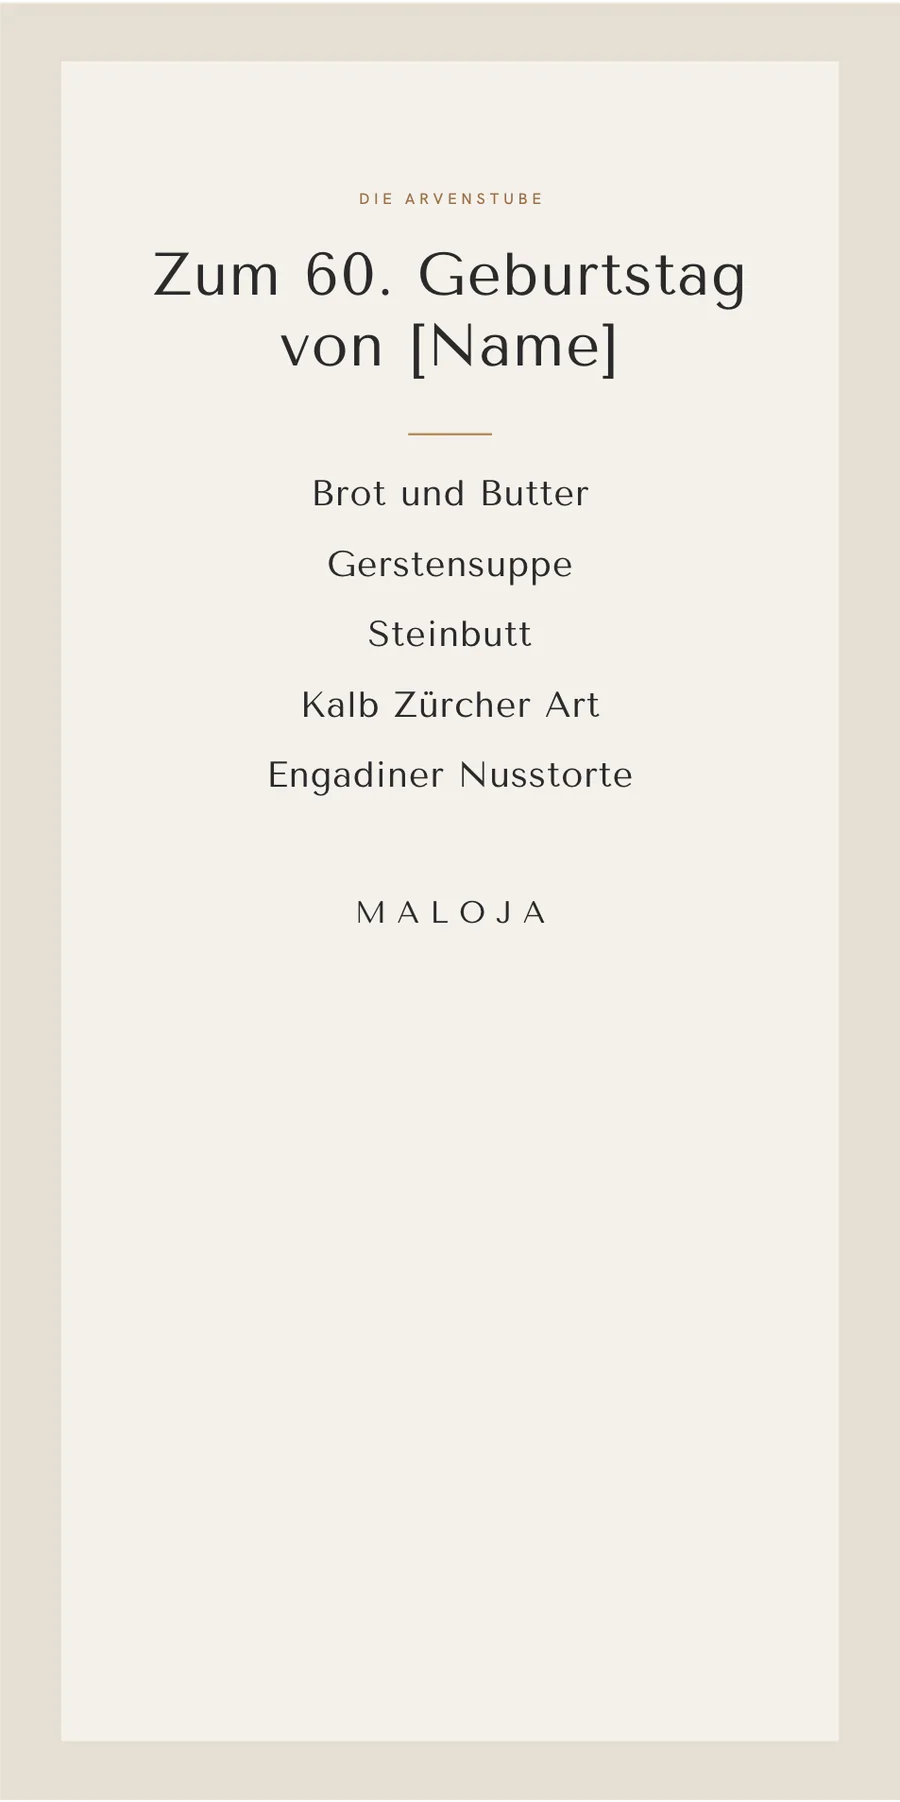 DIE ARVENSTUBE
Zum 60. Geburtstag
von [Name]
Brot und Butter
Gerstensuppe
Steinbutt
Kalb Zürcher Art
Engadiner Nusstorte
MALOJA